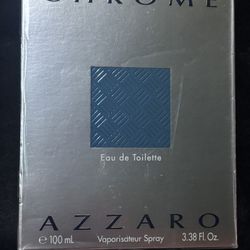 CHROME
Eau de Toilette
AZZARO
℮ 100 mL Vaporisateur Spray 3.38 Fl. Oz.